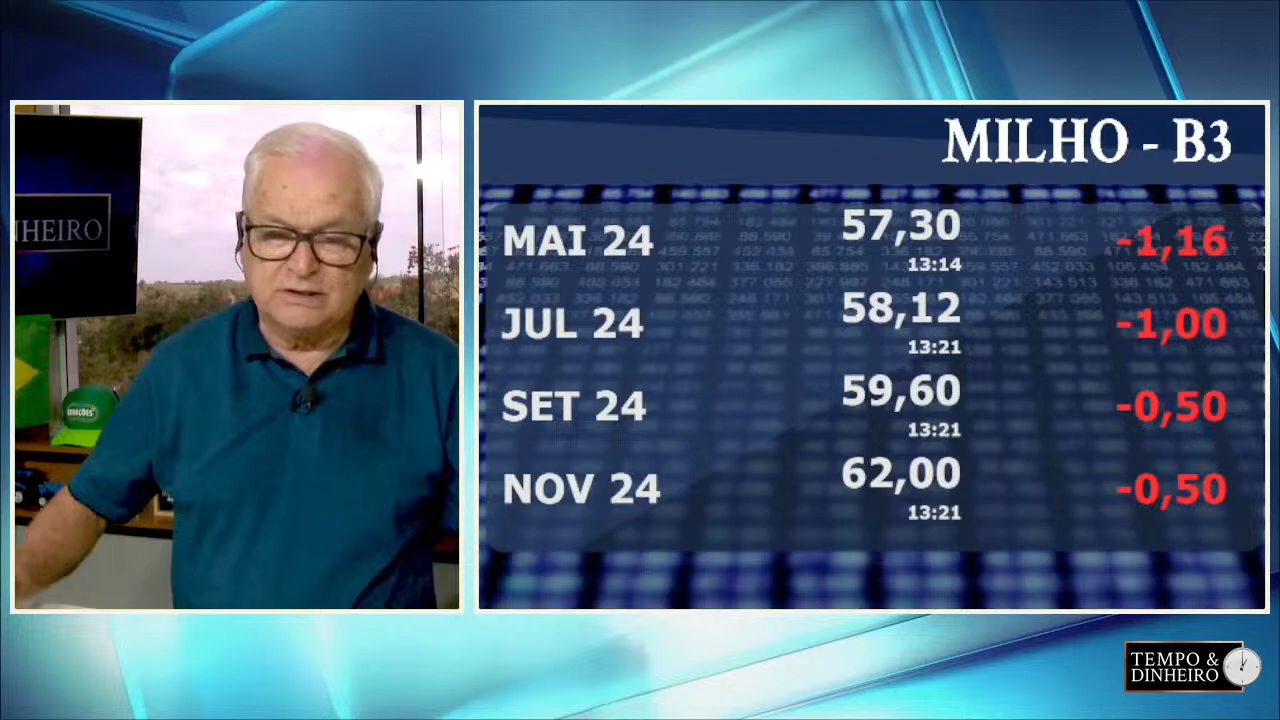 NHEIRO
MILHO - B3
MAI 24
57,30
13:14
-1,16
JUL 24
58,12
13:21
-1,00
SET 24
59,60
13:21
-0,50
NOV 24
62,00
13:21
-0,50
TEMPO &
DINHEIRO